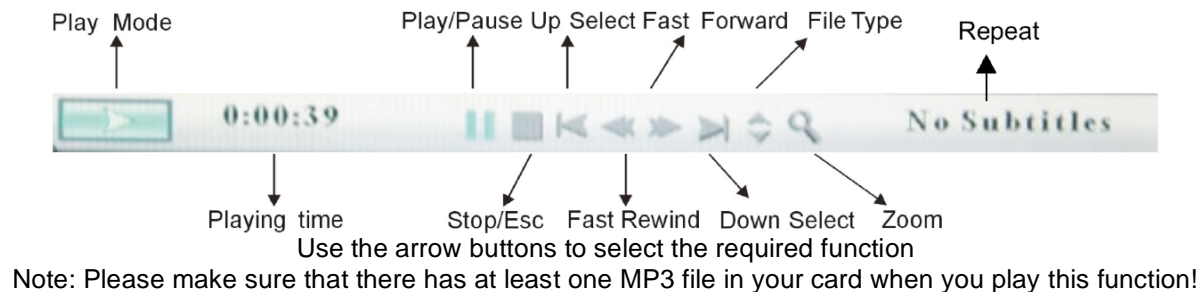 Play Mode Play/Pause Up Select Fast Forward File Type Repeat
0:00:39 No Subtitles
Playing time Stop/Esc Fast Rewind Down Select Zoom
Use the arrow buttons to select the required function
Note: Please make sure that there has at least one MP3 file in your card when you play this function!